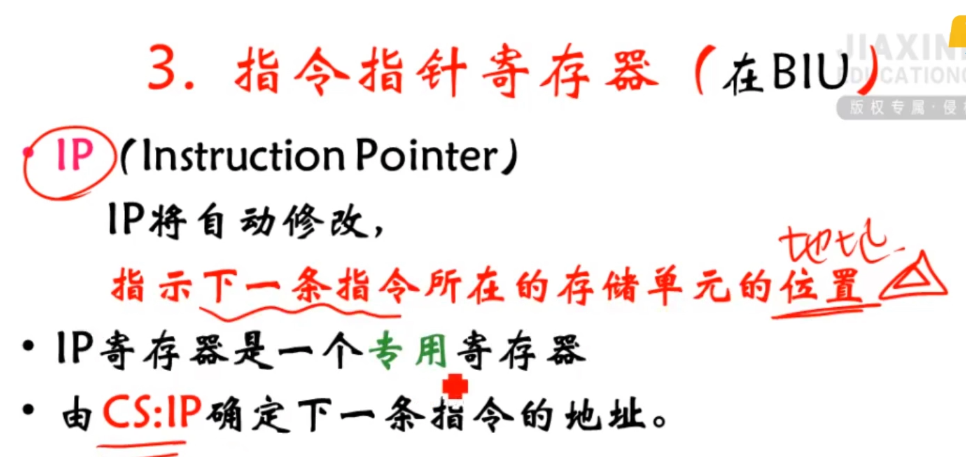 3. 指令指针寄存器（在BIU）
JIAXIN
EDUCATION
版权专属·侵
• IP（Instruction Pointer）
IP将自动修改，
地址
指示下一条指令所在的存储单元的位置
• IP寄存器是一个专用寄存器
• 由CS:IP确定下一条指令的地址。